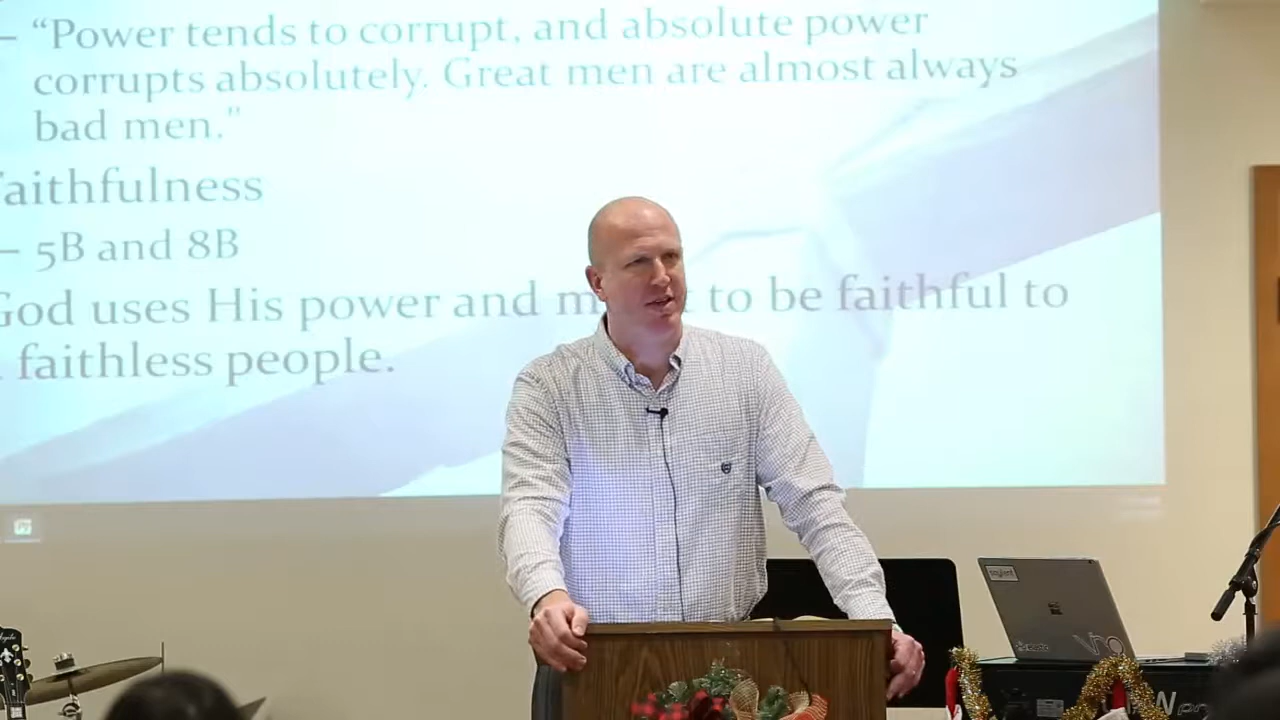 – “Power tends to corrupt, and absolute power
corrupts absolutely. Great men are almost always
bad men."
Faithfulness
– 5B and 8B
God uses His power and m to be faithful to
faithless people.